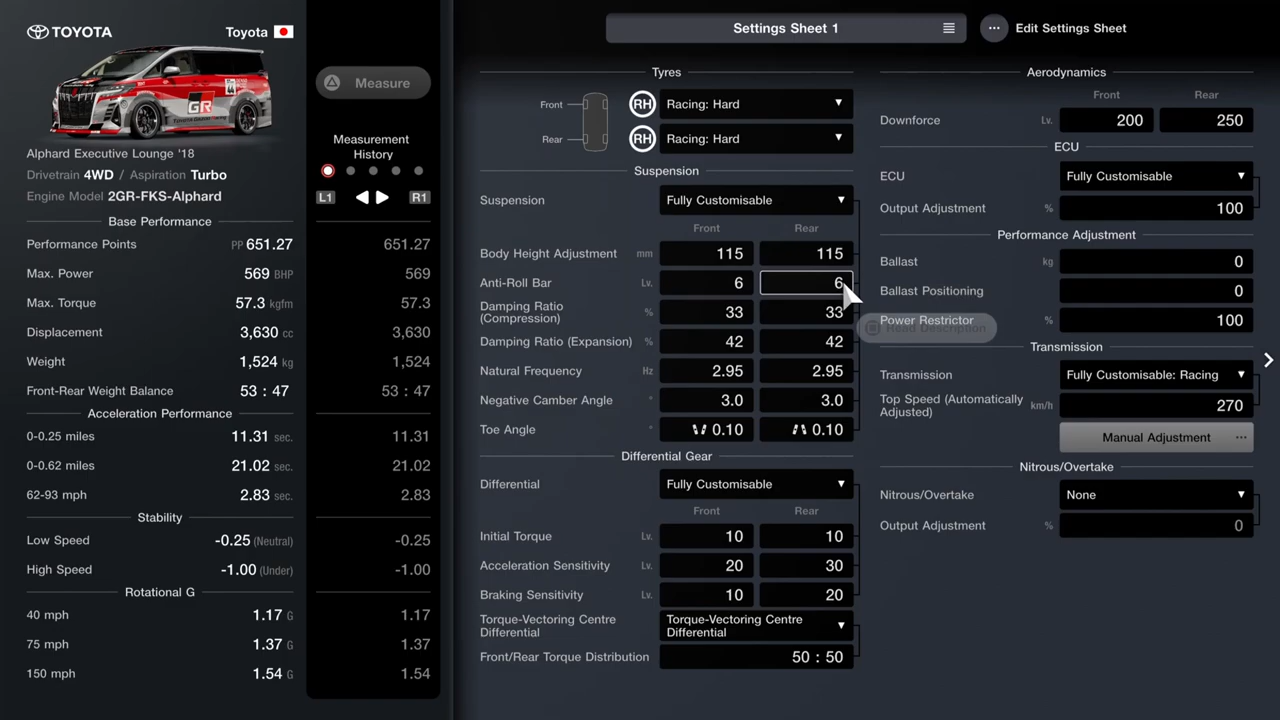 TOYOTA
Toyota
GR
Alphard Executive Lounge '18
Drivetrain 4WD / Aspiration Turbo
Engine Model 2GR-FKS-Alphard
Base Performance
Performance Points PP 651.27
Max. Power 569 BHP
Max. Torque 57.3 kgfm
Displacement 3,630 cc
Weight 1,524 kg
Front-Rear Weight Balance 53 : 47
Acceleration Performance
0-0.25 miles 11.31 sec.
0-0.62 miles 21.02 sec.
62-93 mph 2.83 sec.
Stability
Low Speed -0.25 (Neutral)
High Speed -1.00 (Under)
Rotational G
40 mph 1.17 G
75 mph 1.37 G
150 mph 1.54 G
Measure
Measurement
History
L1 R1
651.27
569
57.3
3,630
1,524
53 : 47
11.31
21.02
2.83
-0.25
-1.00
1.17
1.37
1.54
Settings Sheet 1
Edit Settings Sheet
Tyres
Front RH Racing: Hard
Rear RH Racing: Hard
Suspension
Suspension Fully Customisable
Front Rear
Body Height Adjustment mm 115 115
Anti-Roll Bar Lv. 6 6
Damping Ratio
(Compression) % 33 33
Damping Ratio (Expansion) % 42 42
Natural Frequency Hz 2.95 2.95
Negative Camber Angle ° 3.0 3.0
Toe Angle ° 0.10 0.10
Differential Gear
Differential Fully Customisable
Front Rear
Initial Torque Lv. 10 10
Acceleration Sensitivity Lv. 20 30
Braking Sensitivity Lv. 10 20
Torque-Vectoring Centre
Differential
Torque-Vectoring Centre
Differential
Front/Rear Torque Distribution 50 : 50
Aerodynamics
Front Rear
Downforce Lv. 200 250
ECU
ECU Fully Customisable
Output Adjustment % 100
Performance Adjustment
Ballast kg 0
Ballast Positioning 0
Power Restrictor % 100
Read Description
Transmission
Transmission Fully Customisable: Racing
Top Speed (Automatically
Adjusted) km/h 270
Manual Adjustment
Nitrous/Overtake
Nitrous/Overtake None
Output Adjustment % 0